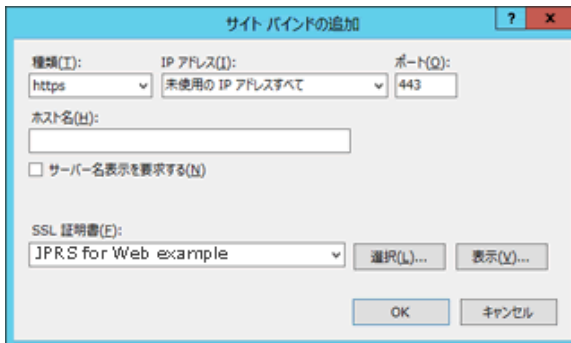 サイト バインドの追加
?
x
種類(T):
IP アドレス(I):
ポート(O):
https
未使用の IP アドレスすべて
443
ホスト名(H):
サーバー名表示を要求する(N)
SSL 証明書(F):
JPRS for Web example
選択(L)...
表示(V)...
OK
キャンセル